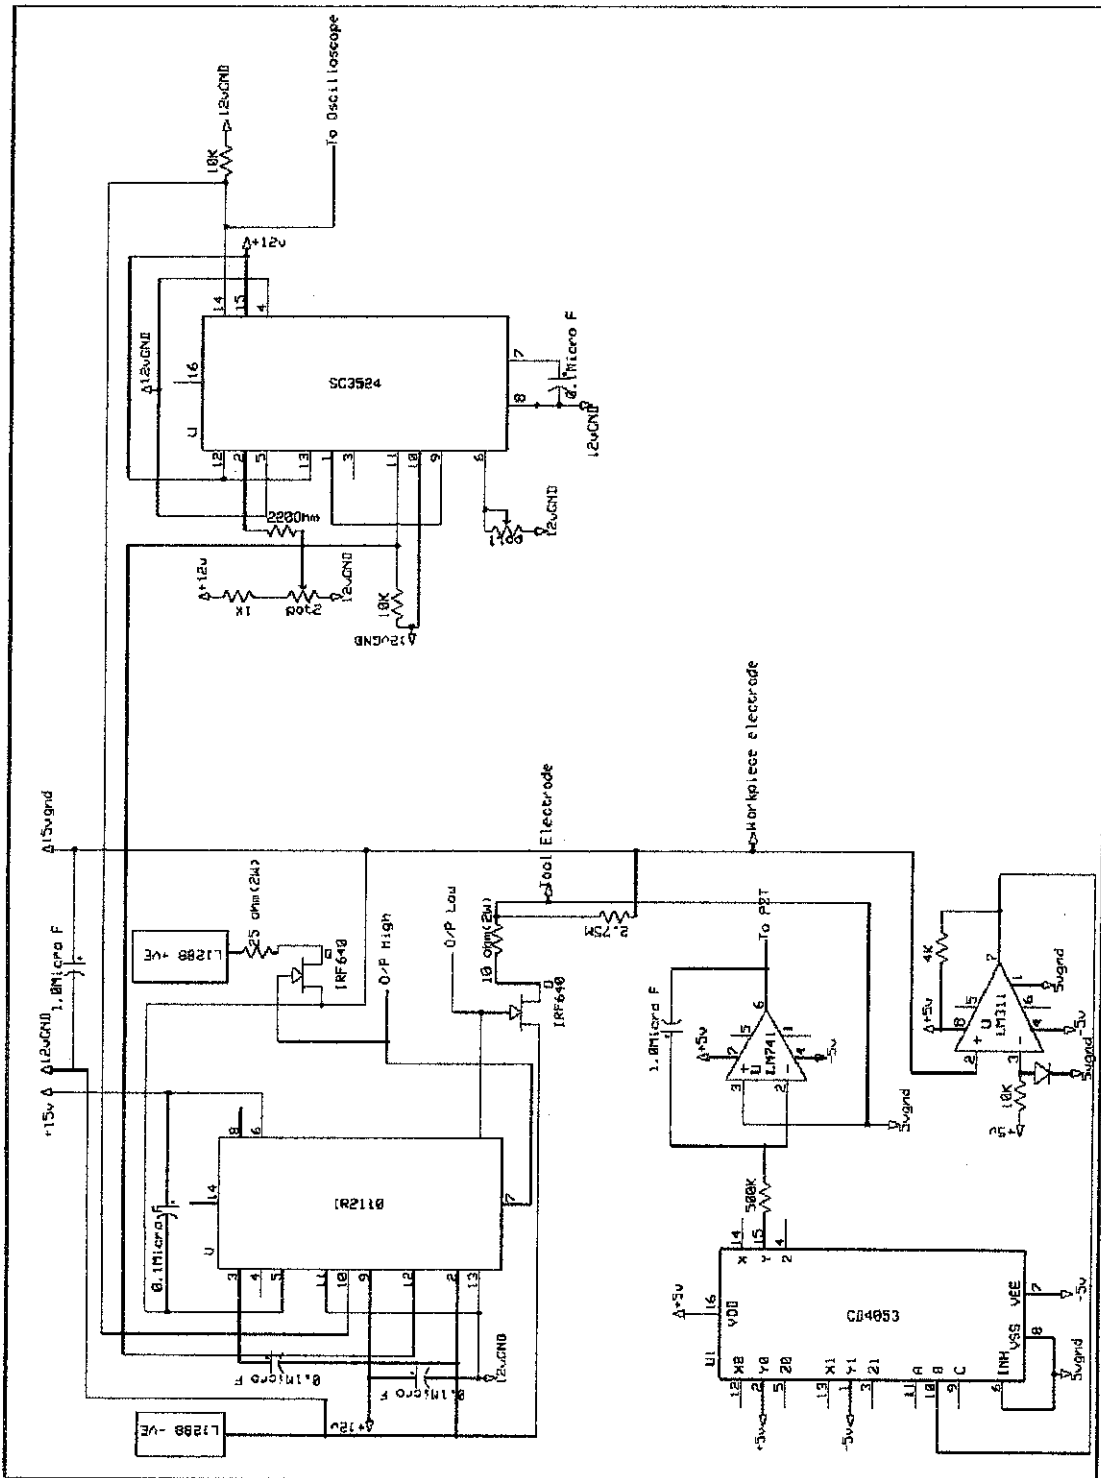 12vGND
10K
To Oscilloscope
+12v
14
15
4
12vGND
16
SG3524
U
7
8
0.1Micro F
12vGND
12
2
5
13
1
3
11
10
9
6
220Ohm
+12v
1K
pot2
12vGND
10K
12vGND
pot1
12vGND
15vgnd
1.0Micro F
12vGND
+15v
L1288 +VE
25 ohm(2W)
D
IRF640
O/P High
O/P Low
10 ohm(2W)
D
IRF640
Tool Electrode
Workpiece electrode
8
6
14
IR2110
U
7
0.1Micro F
3
4
5
11
10
9
12
2
13
0.1Micro F
0.1Micro F
12vGND
+12v
L1288 -VE
To PZT
1.0Micro F
6
5
1
+5v
7
+
U
LM741
-
4
-5v
3
2
5vgnd
500K
14
15
4
X
Y
Z
+5v
16
VDD
CD4053
U1
VEE
VSS
7
8
-5v
5vgnd
X0
Y0
Z0
X1
Y1
Z1
A
B
C
INH
12
2
5
13
1
3
11
10
9
6
+5v
-5v
4K
+5v
7
5
1
6
5vgnd
8
+
U
LM311
-
4
-5v
2
3
10K
+5v
5vgnd